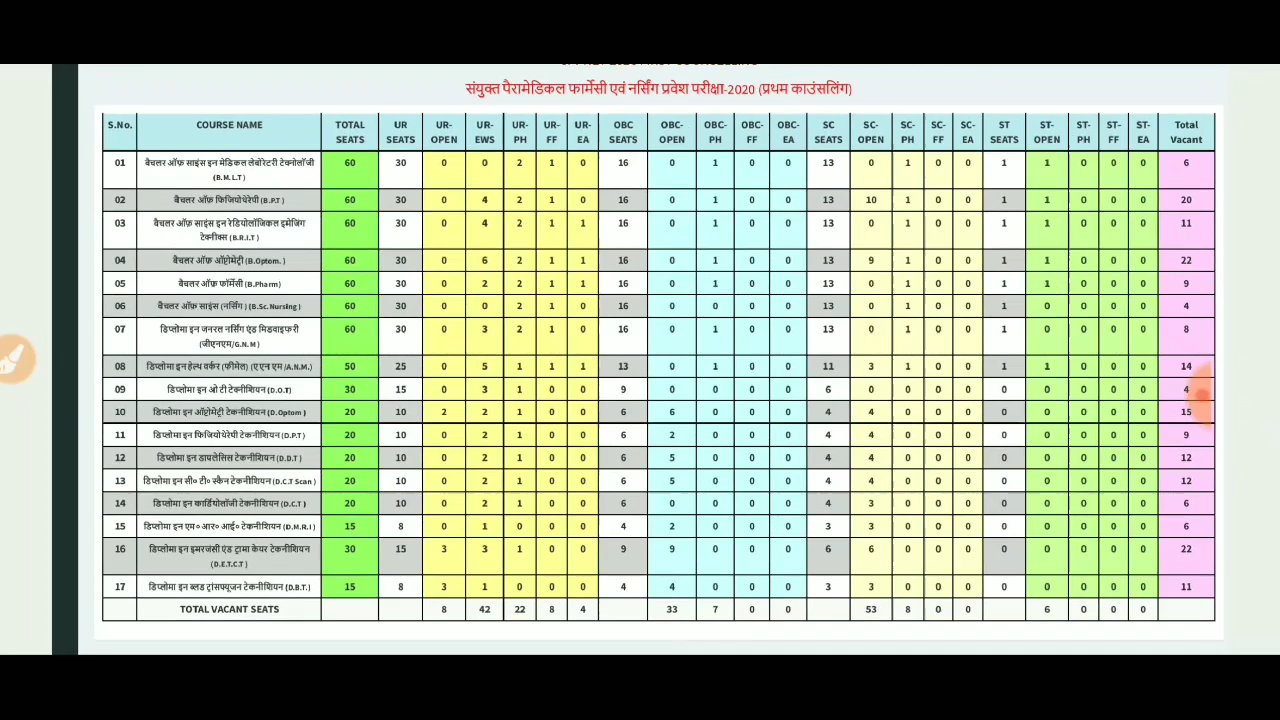 संयुक्त पैरामेडिकल फार्मेसी एवं नर्सिंग प्रवेश परीक्षा-2020 (प्रथम काउंसलिंग)
S.No. COURSE NAME TOTAL SEATS UR SEATS UR-OPEN UR-EWS UR-PH UR-FF UR-EA OBC SEATS OBC-OPEN OBC-PH OBC-FF OBC-EA SC SEATS SC-OPEN SC-PH SC-FF SC-EA ST SEATS ST-OPEN ST-PH ST-FF ST-EA Total Vacant
01 बैचलर ऑफ़ साइंस इन मेडिकल लेबोरेटरी टेक्नोलॉजी (B.M.L.T) 60 30 0 0 2 1 0 16 0 1 0 0 13 0 1 0 0 1 1 0 0 0 6
02 बैचलर ऑफ़ फिजियोथेरेपी (B.P.T) 60 30 0 4 2 1 0 16 0 1 0 0 13 10 1 0 0 1 1 0 0 0 20
03 बैचलर ऑफ़ साइंस इन रेडियोलॉजिकल इमेजिंग टेक्नीक्स (B.R.I.T) 60 30 0 4 2 1 1 16 0 1 0 0 13 0 1 0 0 1 1 0 0 0 11
04 बैचलर ऑफ़ ऑप्टोमेट्री (B.Optom.) 60 30 0 6 2 1 1 16 0 1 0 0 13 9 1 0 0 1 1 0 0 0 22
05 बैचलर ऑफ़ फॉर्मेसी (B.Pharm) 60 30 0 2 2 1 1 16 0 1 0 0 13 0 1 0 0 1 1 0 0 0 9
06 बैचलर ऑफ़ साइंस (नर्सिंग) (B.Sc.Nursing) 60 30 0 0 2 1 0 16 0 0 0 0 13 0 1 0 0 1 0 0 0 0 4
07 डिप्लोमा इन जनरल नर्सिंग एंड मिडवाइफरी (जीएनएम/G.N.M) 60 30 0 3 2 1 0 16 0 1 0 0 13 0 1 0 0 1 0 0 0 0 8
08 डिप्लोमा इन हेल्थ वर्कर (फीमेल) (ए एन एम /A.N.M.) 50 25 0 5 1 1 1 13 0 1 0 0 11 3 1 0 0 1 1 0 0 0 14
09 डिप्लोमा इन ओ टी टेक्नीशियन (D.O.T) 30 15 0 3 1 0 0 9 0 0 0 0 6 0 0 0 0 0 0 0 0 0 4
10 डिप्लोमा इन ऑप्टोमेट्री टेकनीशियन (D.Optom) 20 10 2 2 1 0 0 6 6 0 0 0 4 4 0 0 0 0 0 0 0 0 15
11 डिप्लोमा इन फिजियोथेरेपी टेकनीशियन (D.P.T) 20 10 0 2 1 0 0 6 2 0 0 0 4 4 0 0 0 0 0 0 0 0 9
12 डिप्लोमा इन डायलेसिस टेकनीशियन (D.D.T) 20 10 0 2 1 0 0 6 5 0 0 0 4 4 0 0 0 0 0 0 0 0 12
13 डिप्लोमा इन सी० टी० स्कैन टेकनीशियन (D.C.T Scan) 20 10 0 2 1 0 0 6 5 0 0 0 4 4 0 0 0 0 0 0 0 0 12
14 डिप्लोमा इन कार्डियोलॉजी टेकनीशियन (D.C.T) 20 10 0 2 1 0 0 6 0 0 0 0 4 3 0 0 0 0 0 0 0 0 6
15 डिप्लोमा इन एम० आर० आई० टेकनीशियन (D.M.R.I) 15 8 0 1 0 0 0 4 2 0 0 0 3 3 0 0 0 0 0 0 0 0 6
16 डिप्लोमा इन इमरजंसी एंड ट्रामा केयर टेकनीशियन (D.E.T.C.T) 30 15 3 3 1 0 0 9 9 0 0 0 6 6 0 0 0 0 0 0 0 0 22
17 डिप्लोमा इन ब्लड ट्रांसफ्यूजन टेकनीशियन (D.B.T.) 15 8 3 1 0 0 0 4 4 0 0 0 3 3 0 0 0 0 0 0 0 0 11
TOTAL VACANT SEATS 8 42 22 8 4 33 7 0 0 53 8 0 0 6 0 0 0